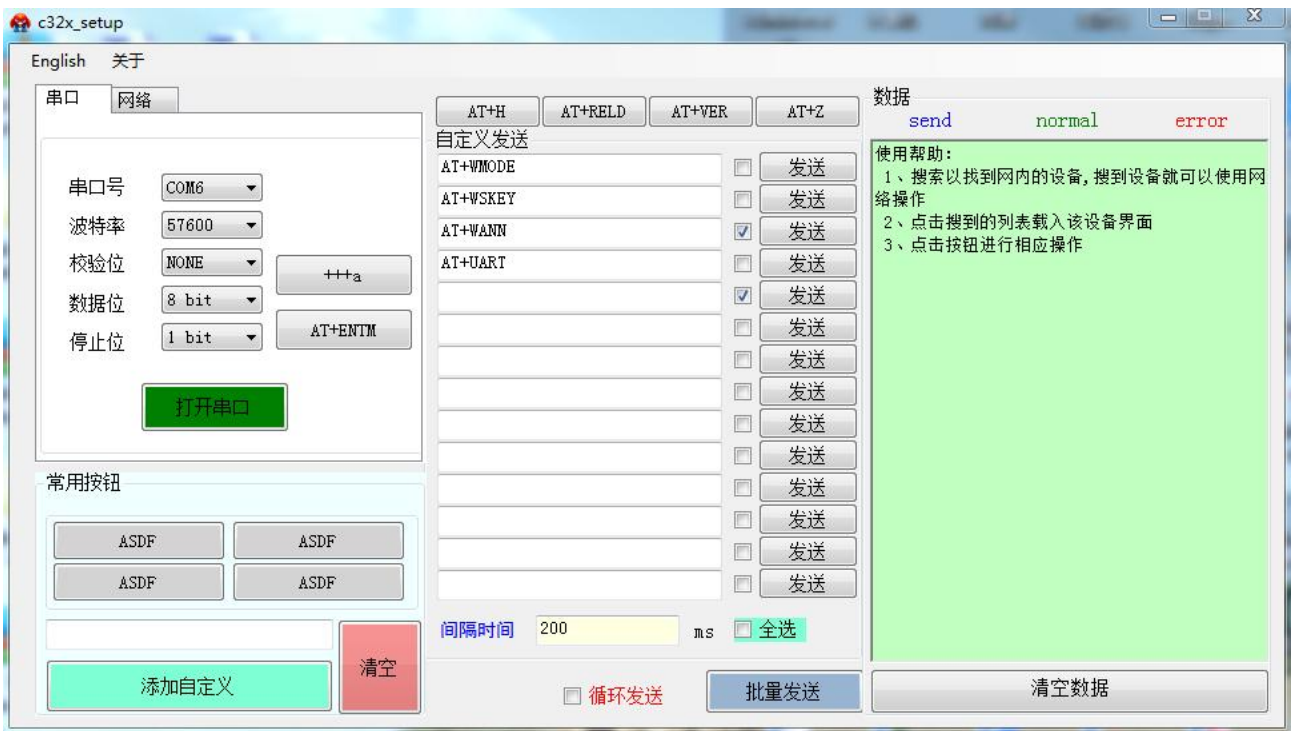 c32x_setup
English 关于
串口 网络
串口号 COM6
波特率 57600
校验位 NONE
+++a
数据位 8 bit
停止位 1 bit
AT+ENTM
打开串口
常用按钮
ASDF ASDF
ASDF ASDF
添加自定义
清空
AT+H AT+RELD AT+VER AT+Z
自定义发送
AT+WMODE 发送
AT+WSKEY 发送
AT+WANN 发送
AT+UART 发送
发送
发送
发送
发送
发送
发送
发送
发送
发送
发送
间隔时间 200 ms 全选
循环发送 批量发送
数据
send normal error
使用帮助:
1、搜索以找到网内的设备,搜到设备就可以使用网
络操作
2、点击搜到的列表载入该设备界面
3、点击按钮进行相应操作
清空数据